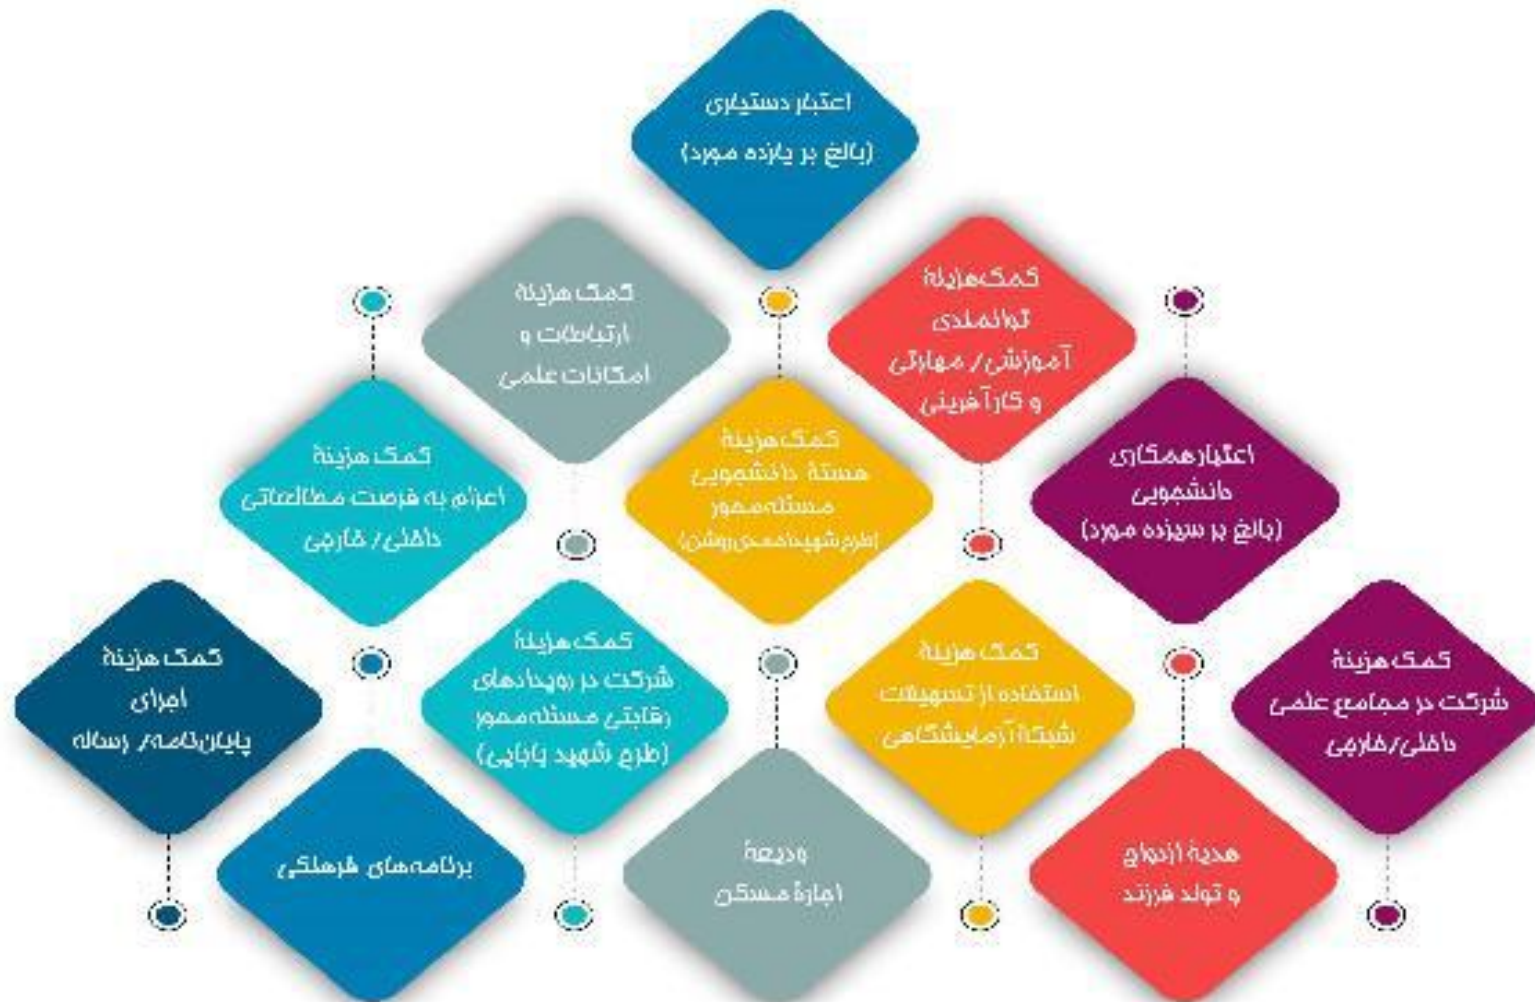 اعتبار دستیاری
(بالغ بر یازده مورد)
کمک‌هزینهٔ
توانمندی
آموزشی/ مهارتی
و کارآفرینی
کمک هزینهٔ
ارتباطات و
امکانات علمی
اعتبار همکاری
دانشجویی
(بالغ بر سیزده مورد)
کمک هزینهٔ
هستهٔ دانشجویی
مسئله‌محور
(طرح شهید احمدی روشن)
کمک هزینهٔ
اعزام به فرصت مطالعاتی
داخلی/ خارجی
کمک هزینهٔ
شرکت در مجامع علمی
داخلی/خارجی
کمک هزینهٔ
استفاده از تسهیلات
شبکهٔ آزمایشگاهی
کمک هزینهٔ
شرکت در رویدادهای
رقابتی مسئله‌محور
(طرح شهید بابایی)
کمک هزینهٔ
اجرای
پایان‌نامه/ رساله
هدیهٔ ازدواج
و تولد فرزند
ودیعهٔ
اجارهٔ مسکن
برنامه‌های فرهنگی